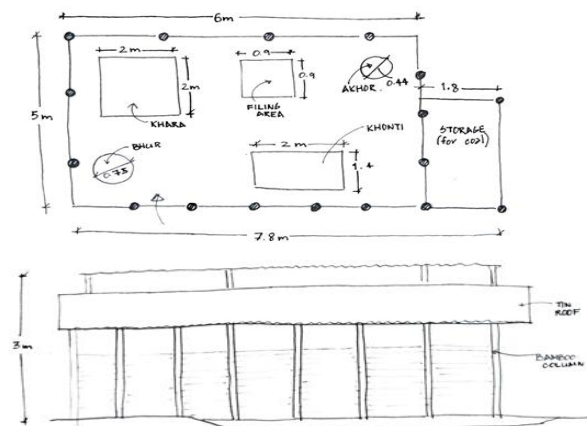 6m
2m
2m
KHARA
0.9
0.9
FILING
AREA
AKHOR.
0.44
1.8
5m
BHUR
0.75
KHONTI
2m
1.4
STORAGE
(for coal)
7.8m
3m
TIN
ROOF
BAMBOO
COLUMN